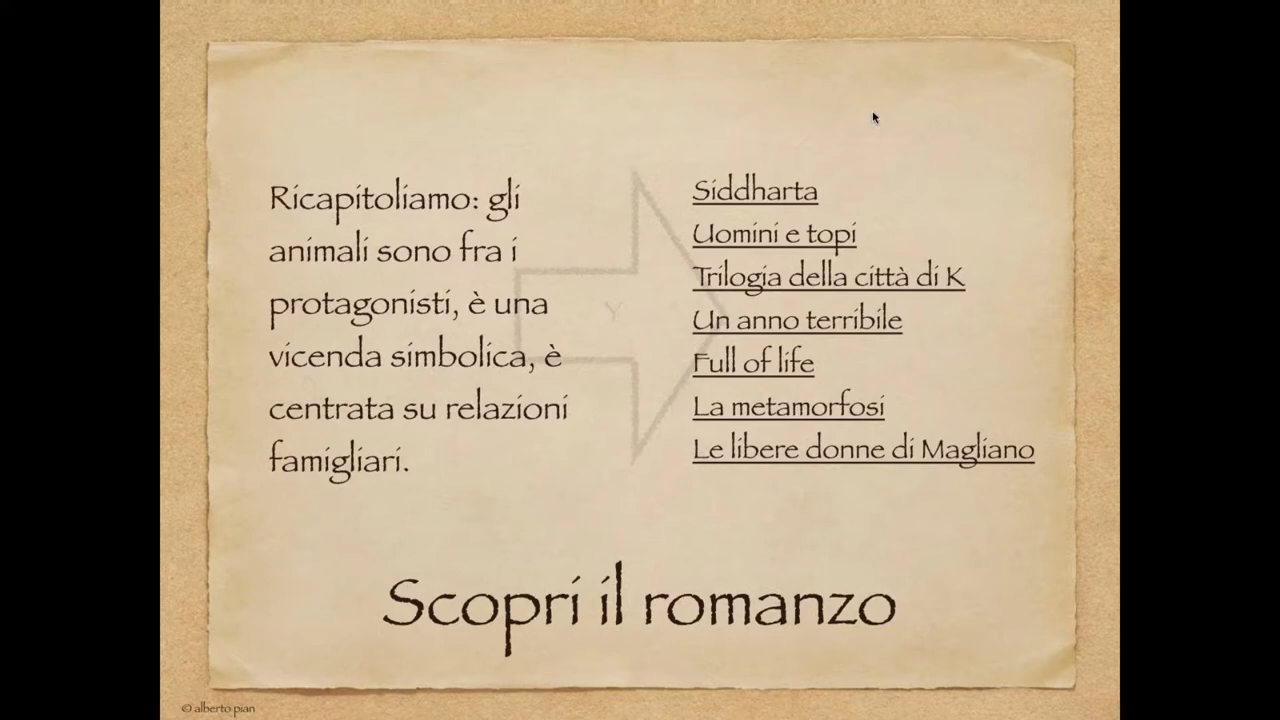 Ricapitoliamo: gli
animali sono fra i
protagonisti, è una
vicenda simbolica, è
centrata su relazioni
famigliari.
Y
Siddharta
Uomini e topi
Trilogia della città di K
Un anno terribile
Full of life
La metamorfosi
Le libere donne di Magliano
Scopri il romanzo
© alberto pian